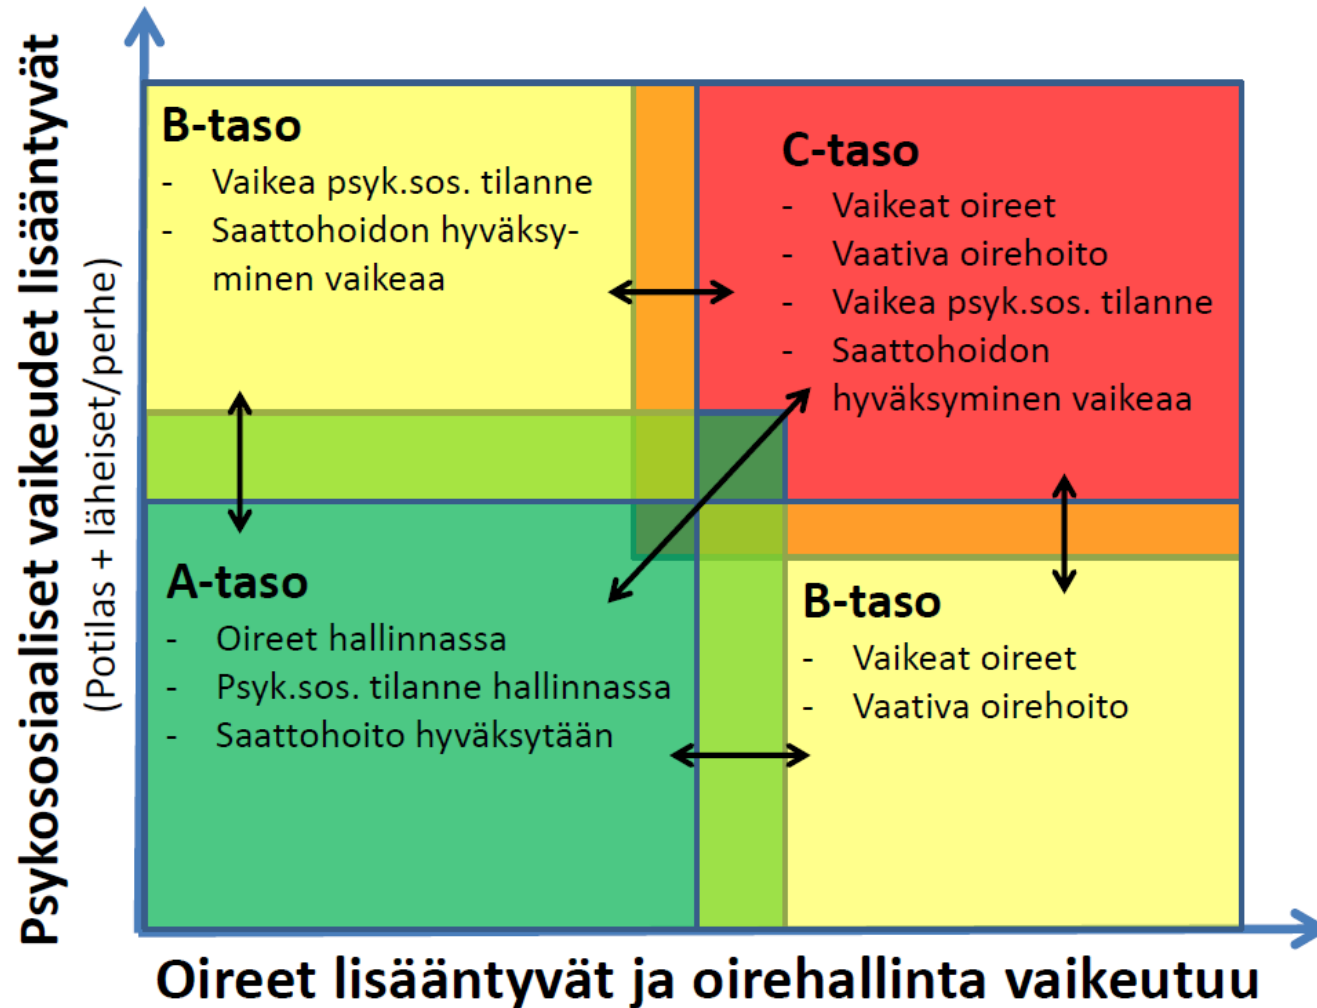 Psykososiaaliset vaikeudet lisääntyvät
(Potilas + läheiset/perhe)
B-taso
- Vaikea psyk.sos. tilanne
- Saattohoidon hyväksy-
minen vaikeaa
C-taso
- Vaikeat oireet
- Vaativa oirehoito
- Vaikea psyk.sos. tilanne
- Saattohoidon
hyväksyminen vaikeaa
A-taso
- Oireet hallinnassa
- Psyk.sos. tilanne hallinnassa
- Saattohoito hyväksytään
B-taso
- Vaikeat oireet
- Vaativa oirehoito
Oireet lisääntyvät ja oirehallinta vaikeutuu